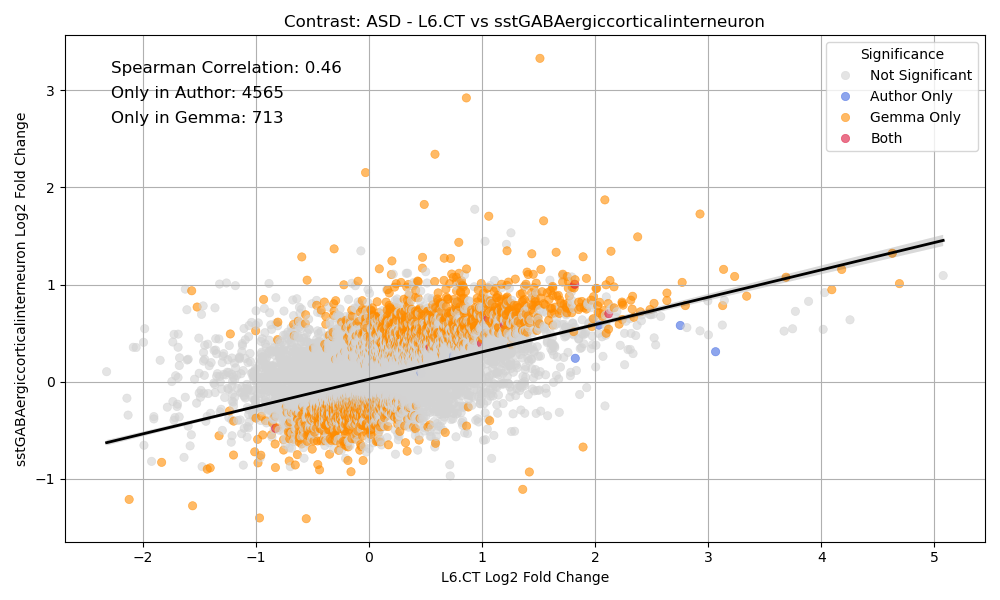 Contrast: ASD - L6.CT vs sstGABAergiccorticalinterneuron
Spearman Correlation: 0.46
Only in Author: 4565
Only in Gemma: 713
Significance
Not Significant
Author Only
Gemma Only
Both
sstGABAergiccorticalinterneuron Log2 Fold Change
3
2
1
0
−1
−2
−1
0
1
2
3
4
5
L6.CT Log2 Fold Change